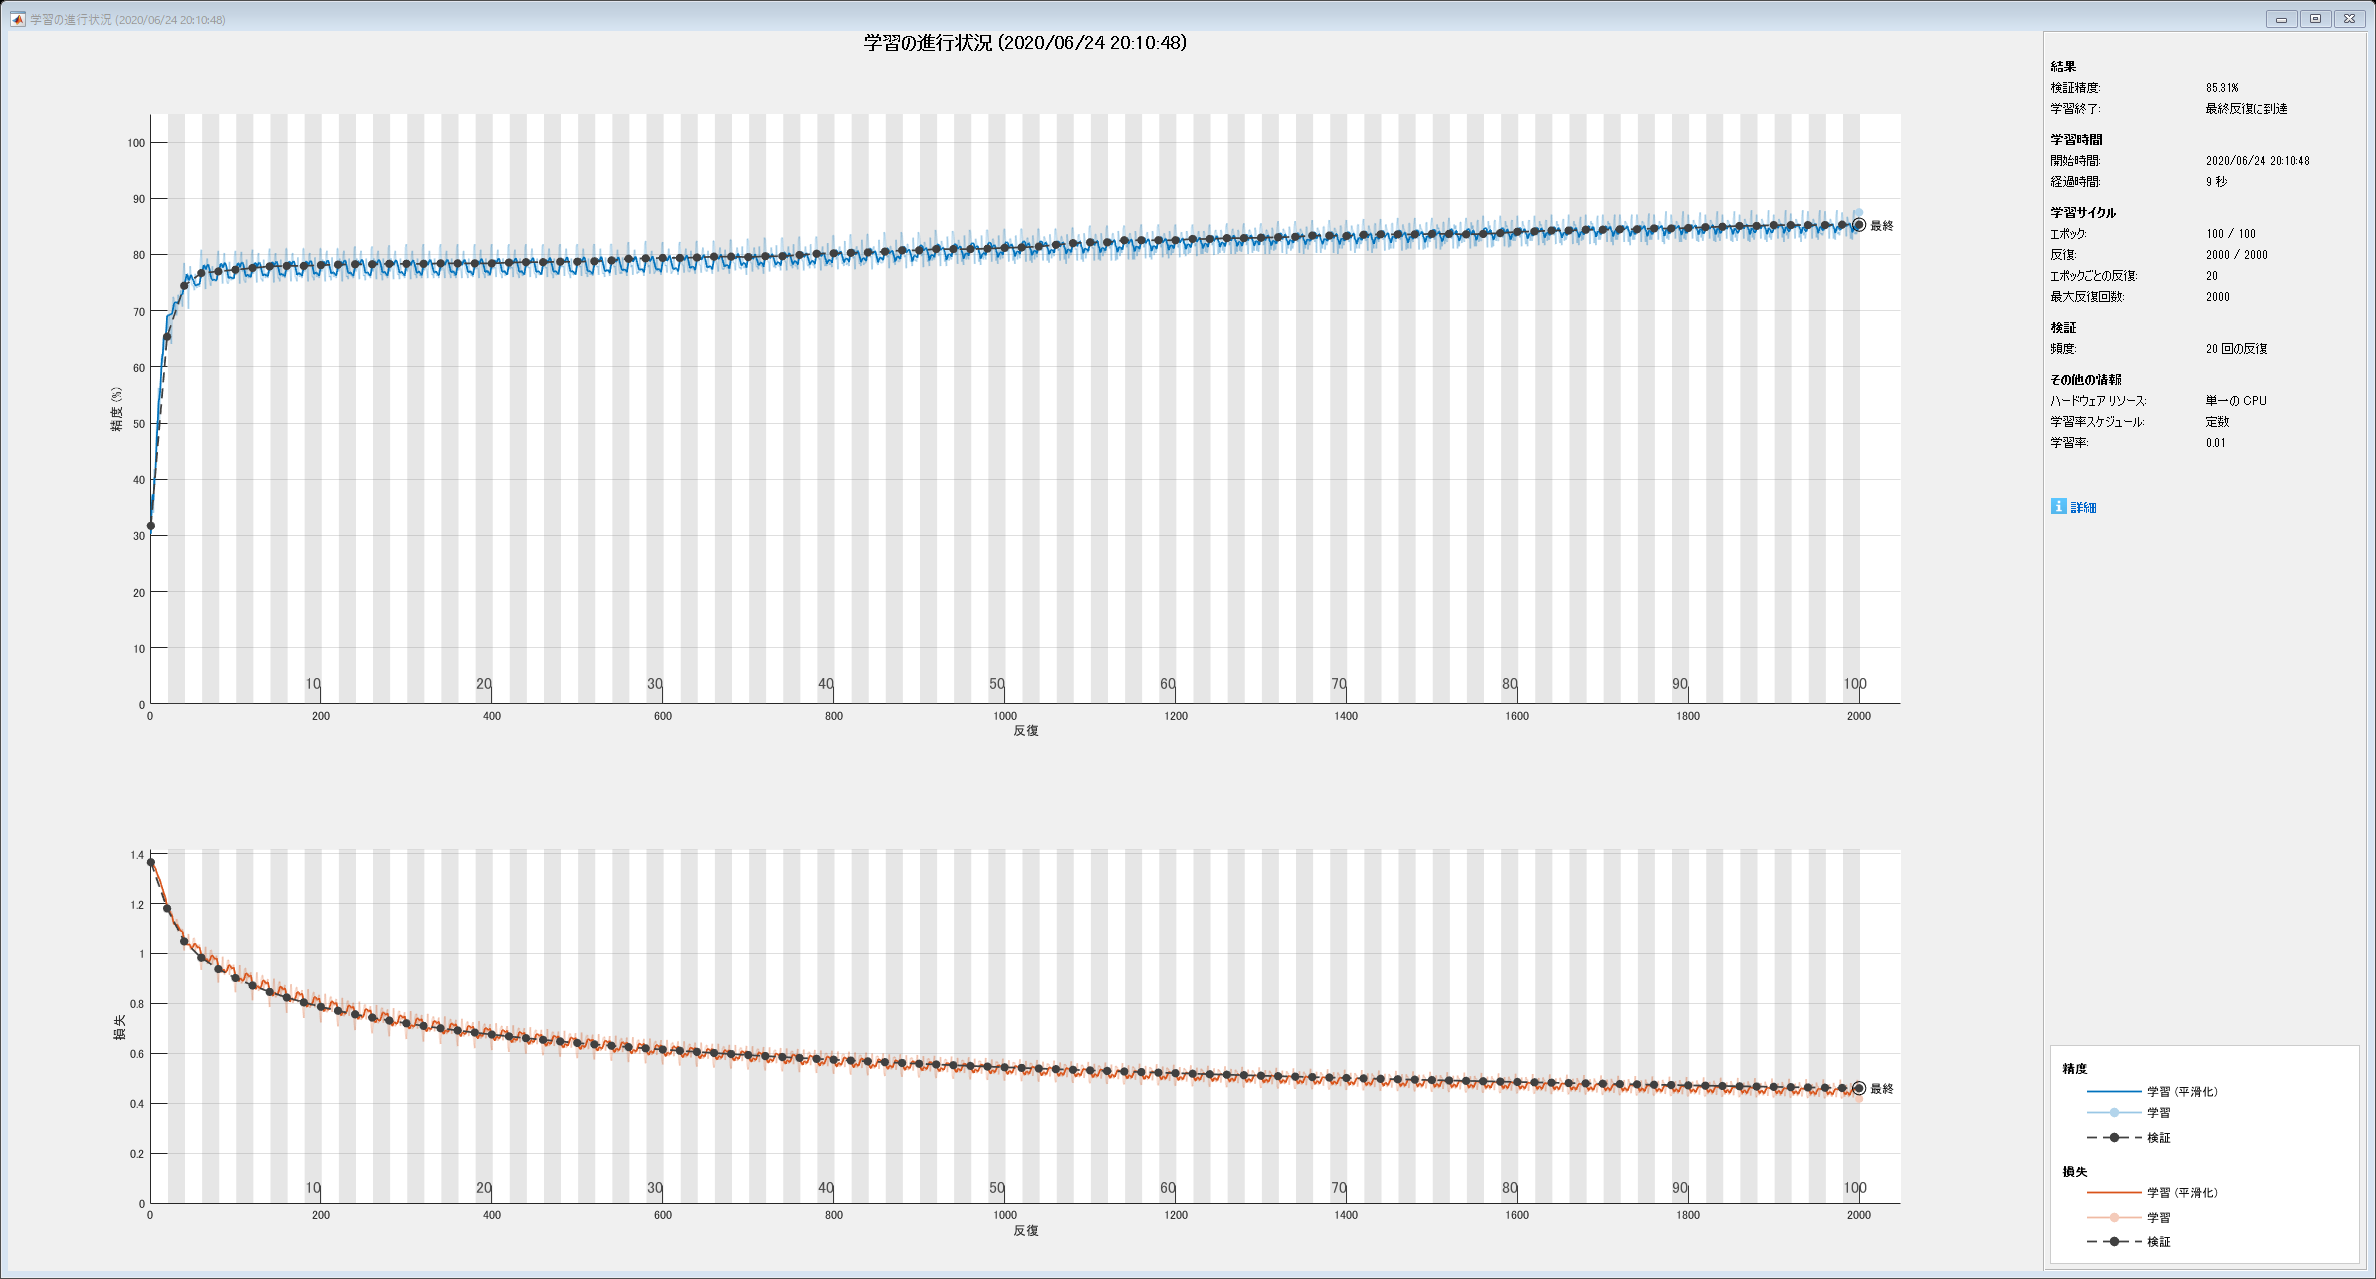 学習の進行状況 (2020/06/24 20:10:48)
学習の進行状況 (2020/06/24 20:10:48)
精度 (%)
100
90
80
70
60
50
40
30
20
10
0
10 20 30 40 50 60 70 80 90 100
0 200 400 600 800 1000 1200 1400 1600 1800 2000
反復
最終
損失
1.4
1.2
1
0.8
0.6
0.4
0.2
0
10 20 30 40 50 60 70 80 90 100
0 200 400 600 800 1000 1200 1400 1600 1800 2000
反復
最終
結果
検証精度: 85.31%
学習終了: 最終反復に到達
学習時間
開始時間: 2020/06/24 20:10:48
経過時間: 9 秒
学習サイクル
エポック: 100 / 100
反復: 2000 / 2000
エポックごとの反復: 20
最大反復回数: 2000
検証
頻度: 20 回の反復
その他の情報
ハードウェア リソース: 単一の CPU
学習率スケジュール: 定数
学習率: 0.01
i 詳細
精度
学習 (平滑化)
学習
検証
損失
学習 (平滑化)
学習
検証